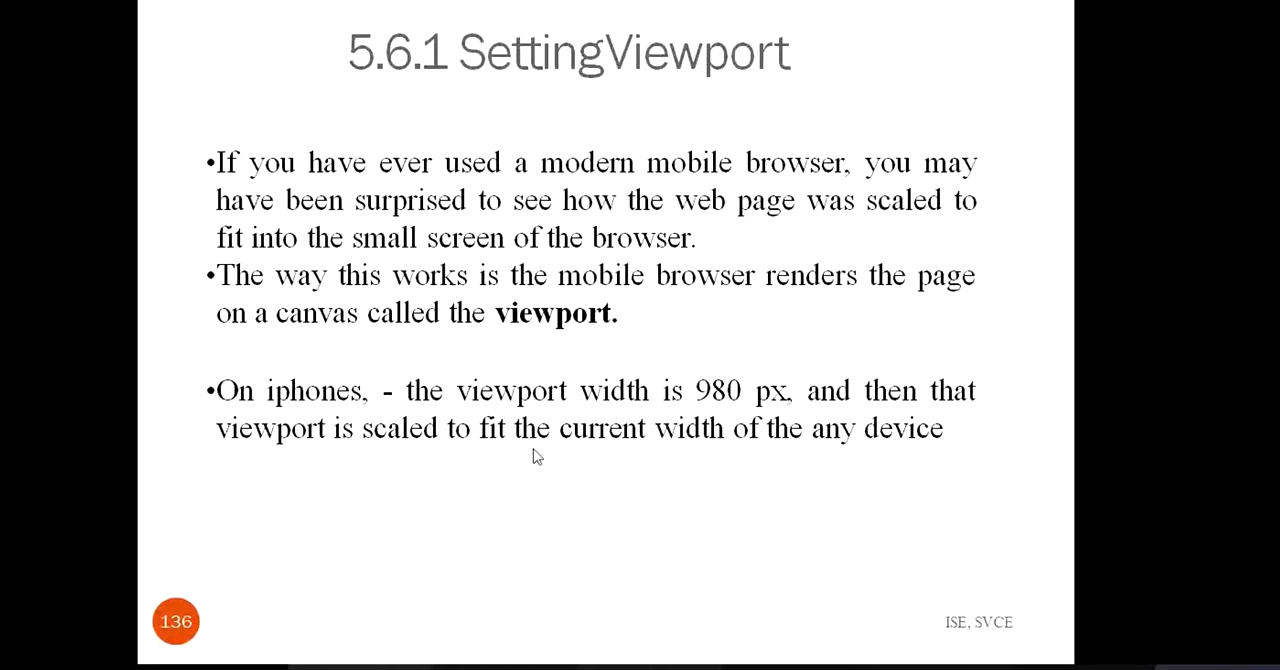 5.6.1 SettingViewport
•If you have ever used a modern mobile browser, you may
have been surprised to see how the web page was scaled to
fit into the small screen of the browser.
•The way this works is the mobile browser renders the page
on a canvas called the viewport.
•On iphones, - the viewport width is 980 px, and then that
viewport is scaled to fit the current width of the any device
136
ISE, SVCE